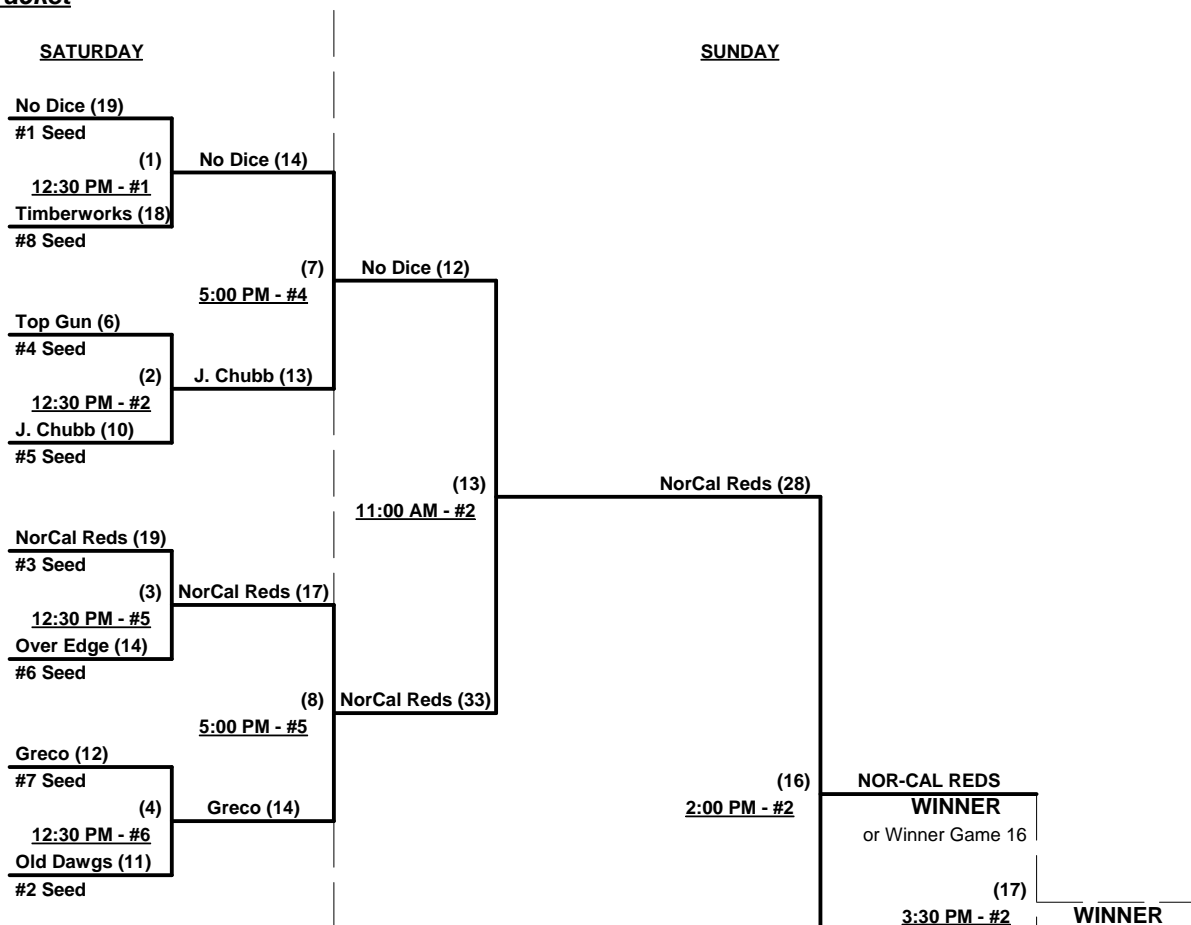 SATURDAY
SUNDAY
No Dice (19)
#1 Seed
(1)
No Dice (14)
12:30 PM - #1
Timberworks (18)
#8 Seed
(7)
No Dice (12)
5:00 PM - #4
Top Gun (6)
#4 Seed
(2)
J. Chubb (13)
12:30 PM - #2
J. Chubb (10)
#5 Seed
(13)
NorCal Reds (28)
11:00 AM - #2
NorCal Reds (19)
#3 Seed
(3)
NorCal Reds (17)
12:30 PM - #5
Over Edge (14)
#6 Seed
(8)
NorCal Reds (33)
5:00 PM - #5
Greco (12)
#7 Seed
(4)
Greco (14)
12:30 PM - #6
Old Dawgs (11)
#2 Seed
(16)
NOR-CAL REDS
2:00 PM - #2
WINNER
or Winner Game 16
(17)
3:30 PM - #2
WINNER